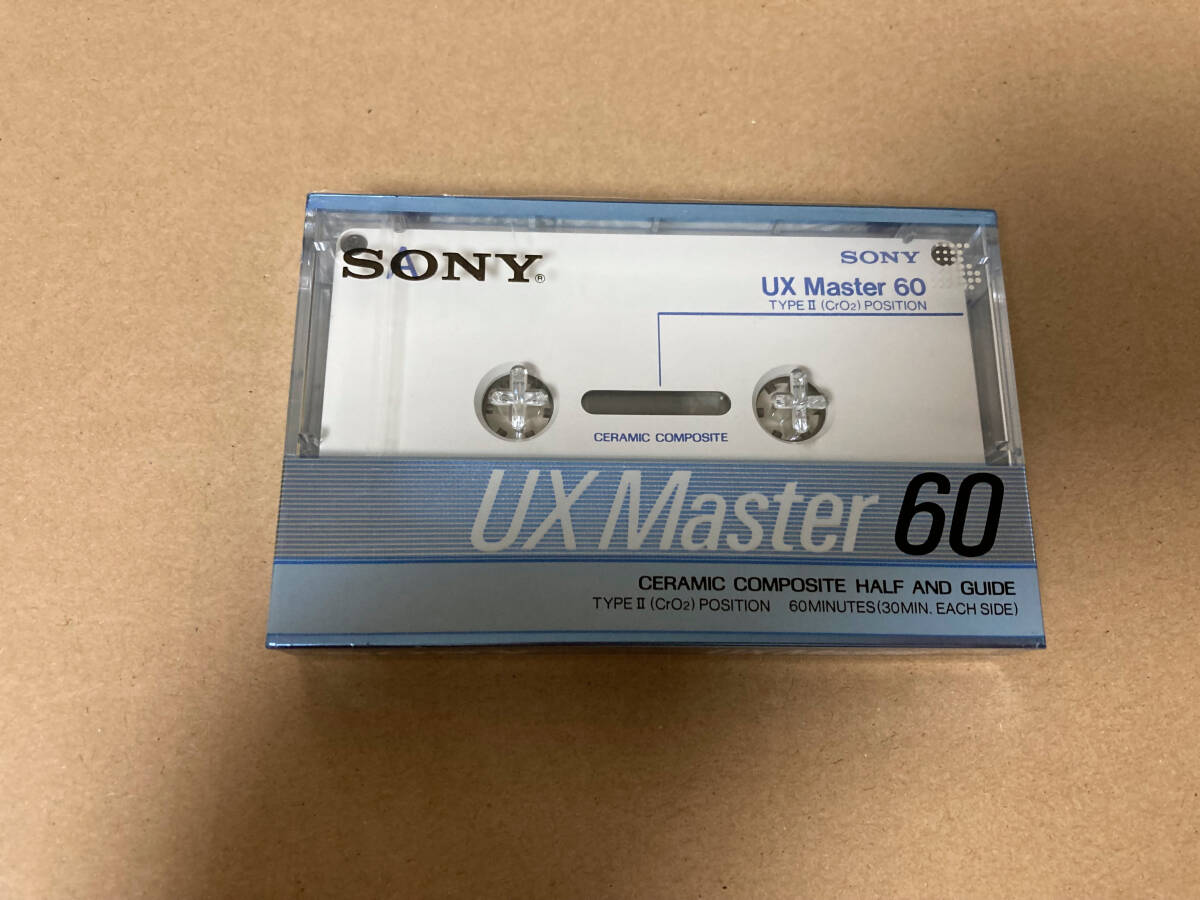 SONY®
A
SONY
UX Master 60
TYPE II (CrO2) POSITION
CERAMIC COMPOSITE
UX Master 60
CERAMIC COMPOSITE HALF AND GUIDE
TYPE II (CrO2) POSITION 60MINUTES(30MIN. EACH SIDE)